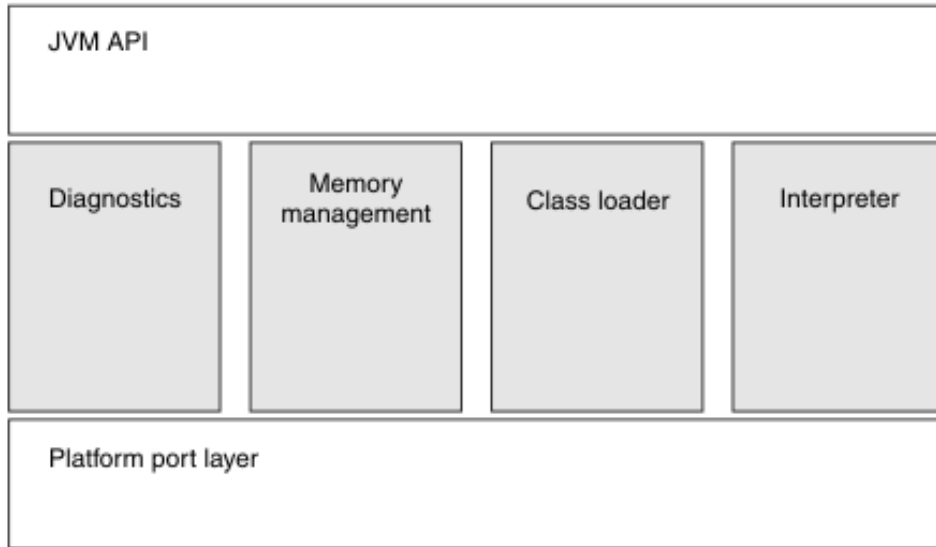 JVM API
Diagnostics
Memory
management
Class loader
Interpreter
Platform port layer